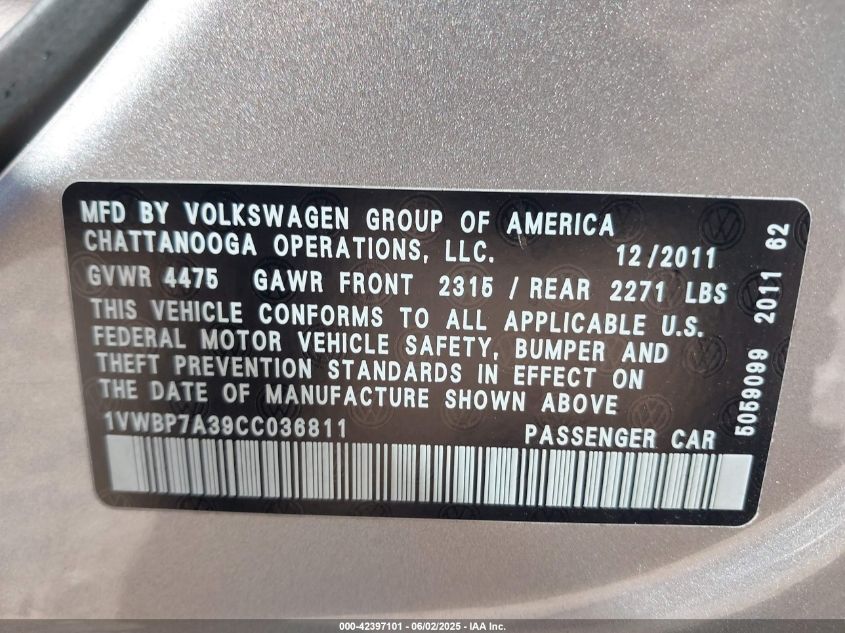 MFD BY VOLKSWAGEN GROUP OF AMERICA
CHATTANOOGA OPERATIONS, LLC. 12/2011
GVWR 4475 GAWR FRONT 2315 / REAR 2271 LBS
THIS VEHICLE CONFORMS TO ALL APPLICABLE U.S.
FEDERAL MOTOR VEHICLE SAFETY, BUMPER AND
THEFT PREVENTION STANDARDS IN EFFECT ON
THE DATE OF MANUFACTURE SHOWN ABOVE
1VWBP7A39CC036811 PASSENGER CAR
5059099 2011 62
000-42397101 - 06/02/2025 - IAA Inc.